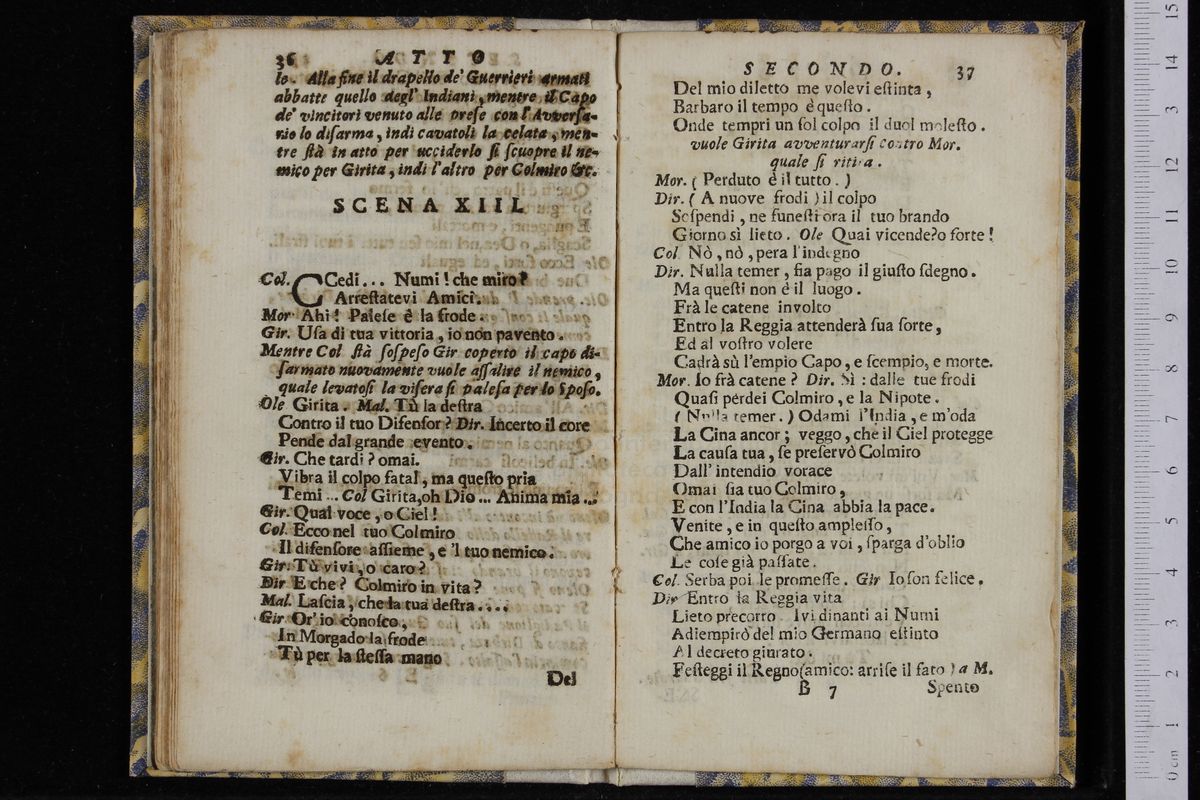 36 ATTO
lo. Alla fine il drapello de' Guerrieri armati
abbatte quello degl' Indiani, mentre il Capo
de' vincitori venuto alle prese con l'Avversa-
rio lo disarma, indi cavatoli la celata, men-
tre ſtà in atto per ucciderlo ſi ſcuopre il ne-
mico per Girita, indi l'altro per Colmiro &c.
SCENA XIII.
Col. CCedi... Numi! che miro?
Arreſtatevi Amici.
Mor Ahi! Paleſe è la frode.
Gir. Uſa di tua vittoria, io non pavento.
Mentre Col ſtà ſoſpeſo Gir coperto il capo di-
ſarmato nuovamente vuole aſſalire il nemico,
quale levatoſi la viſera ſi paleſa per lo Spoſo.
Ole Girita. Mal. Tù la deſtra
Contro il tuo Difenſor? Dir. Incerto il core
Pende dal grande evento.
Gir. Che tardi? omai.
Vibra il colpo fatal, ma queſto pria
Temi... Col Girita, oh Dio... Anima mia...
Gir. Qual voce, o Ciel!
Col. Ecco nel tuo Colmiro
Il difenſore aſſieme, e 'l tuo nemico.
Gir. Tù vivi, o caro?
Dir E che? Colmiro in vita?
Mal. Laſcia, che la tua deſtra....
Gir Or' io conoſco,
In Morgado la frode
Tù per la ſteſſa mano
Del
SECONDO. 37
Del mio diletto me volevi eſtinta,
Barbaro il tempo è queſto.
Onde tempri un ſol colpo il duol moleſto.
vuole Girita avventurarſi contro Mor.
quale ſi ritira.
Mor. ( Perduto è il tutto. )
Dir. ( A nuove frodi ) il colpo
Soſpendi, ne funeſti ora il tuo brando
Giorno sì lieto. Ole Quai vicende? o ſorte!
Col Nò, nò, pera l'indegno
Dir. Nulla temer, ſia pago il giuſto ſdegno.
Ma queſti non è il luogo.
Frà le catene involto
Entro la Reggia attenderà ſua ſorte,
Ed al voſtro volere
Cadrà sù l'empio Capo, e ſcempio, e morte.
Mor. Io frà catene? Dir. Sì : dalle tue frodi
Quaſi perdei Colmiro, e la Nipote.
( Nulla temer. ) Odami l'India, e m'oda
La Cina ancor; veggo, che il Ciel protegge
La cauſa tua, ſe preſervò Colmiro
Dall' intendio vorace
Omai ſia tuo Colmiro,
E con l'India la Cina abbia la pace.
Venite, e in queſto ampleſſo,
Che amico io porgo a voi, ſparga d'oblio
Le coſe già paſſate.
Col. Serba poi le promeſſe. Gir Io ſon felice.
Dir Entro la Reggia vita
Lieto precorro. Ivi dinanti ai Numi
Adiempirò del mio Germano eſtinto
Al decreto giurato.
Feſteggi il Regno(amico: arriſe il fato ) a M.
B 7 Spento